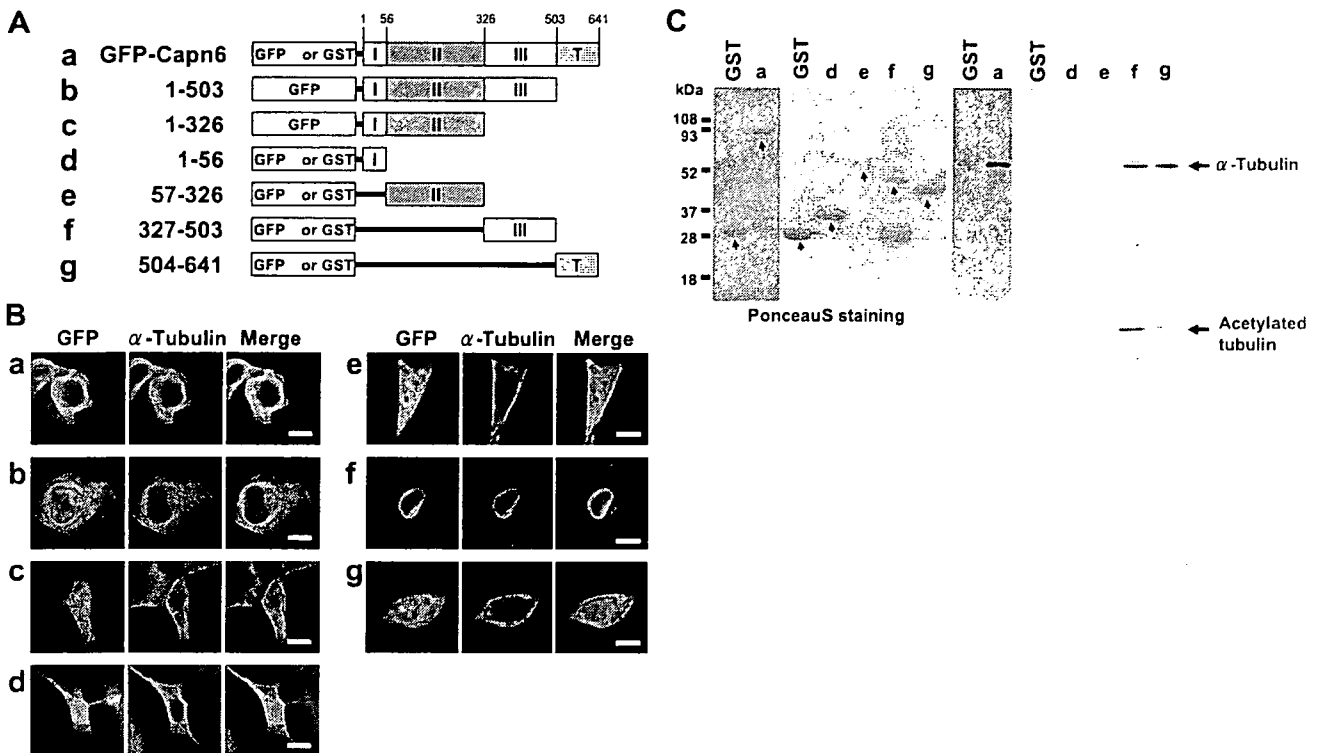 A
1 56 326 503 641
a GFP-Capn6 GFP or GST I II III T
b 1-503 GFP I II III
c 1-326 GFP I II
d 1-56 GFP or GST I
e 57-326 GFP or GST II
f 327-503 GFP or GST III
g 504-641 GFP or GST T
B
GFP α-Tubulin Merge
a
b
c
d
GFP α-Tubulin Merge
e
f
g
C
GST a GST d e f g GST a GST d e f g
kDa
108
93
52
37
28
18
PonceauS staining
α-Tubulin
Acetylated
tubulin